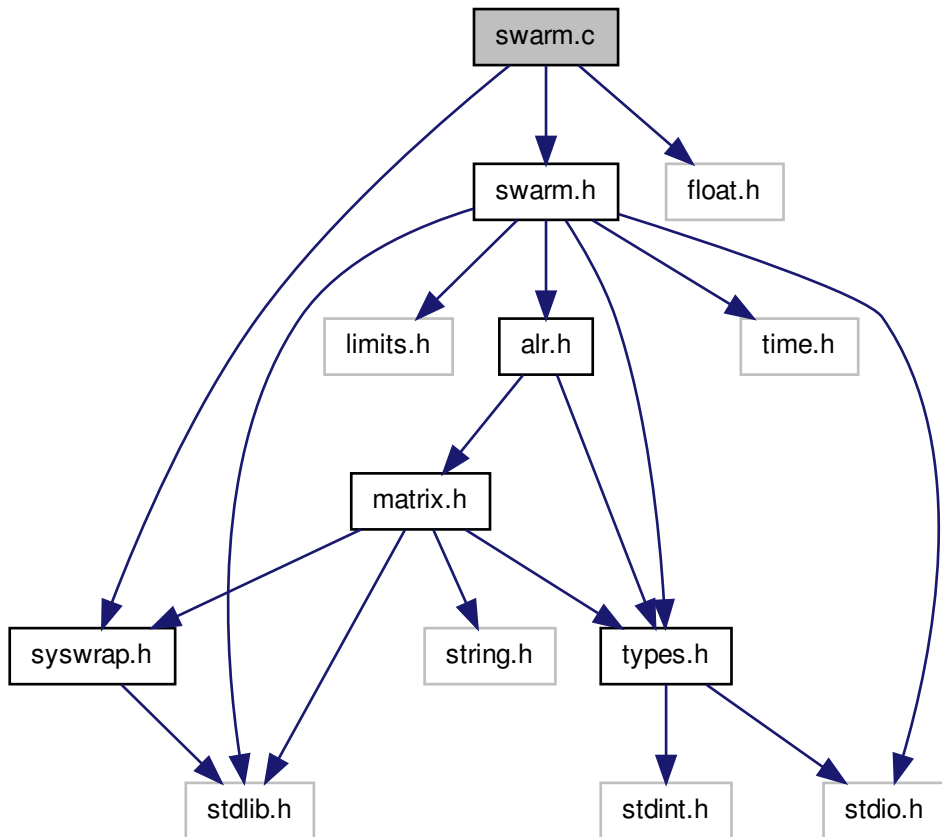 swarm.c
swarm.h
float.h
limits.h
alr.h
time.h
matrix.h
syswrap.h
string.h
types.h
stdlib.h
stdint.h
stdio.h